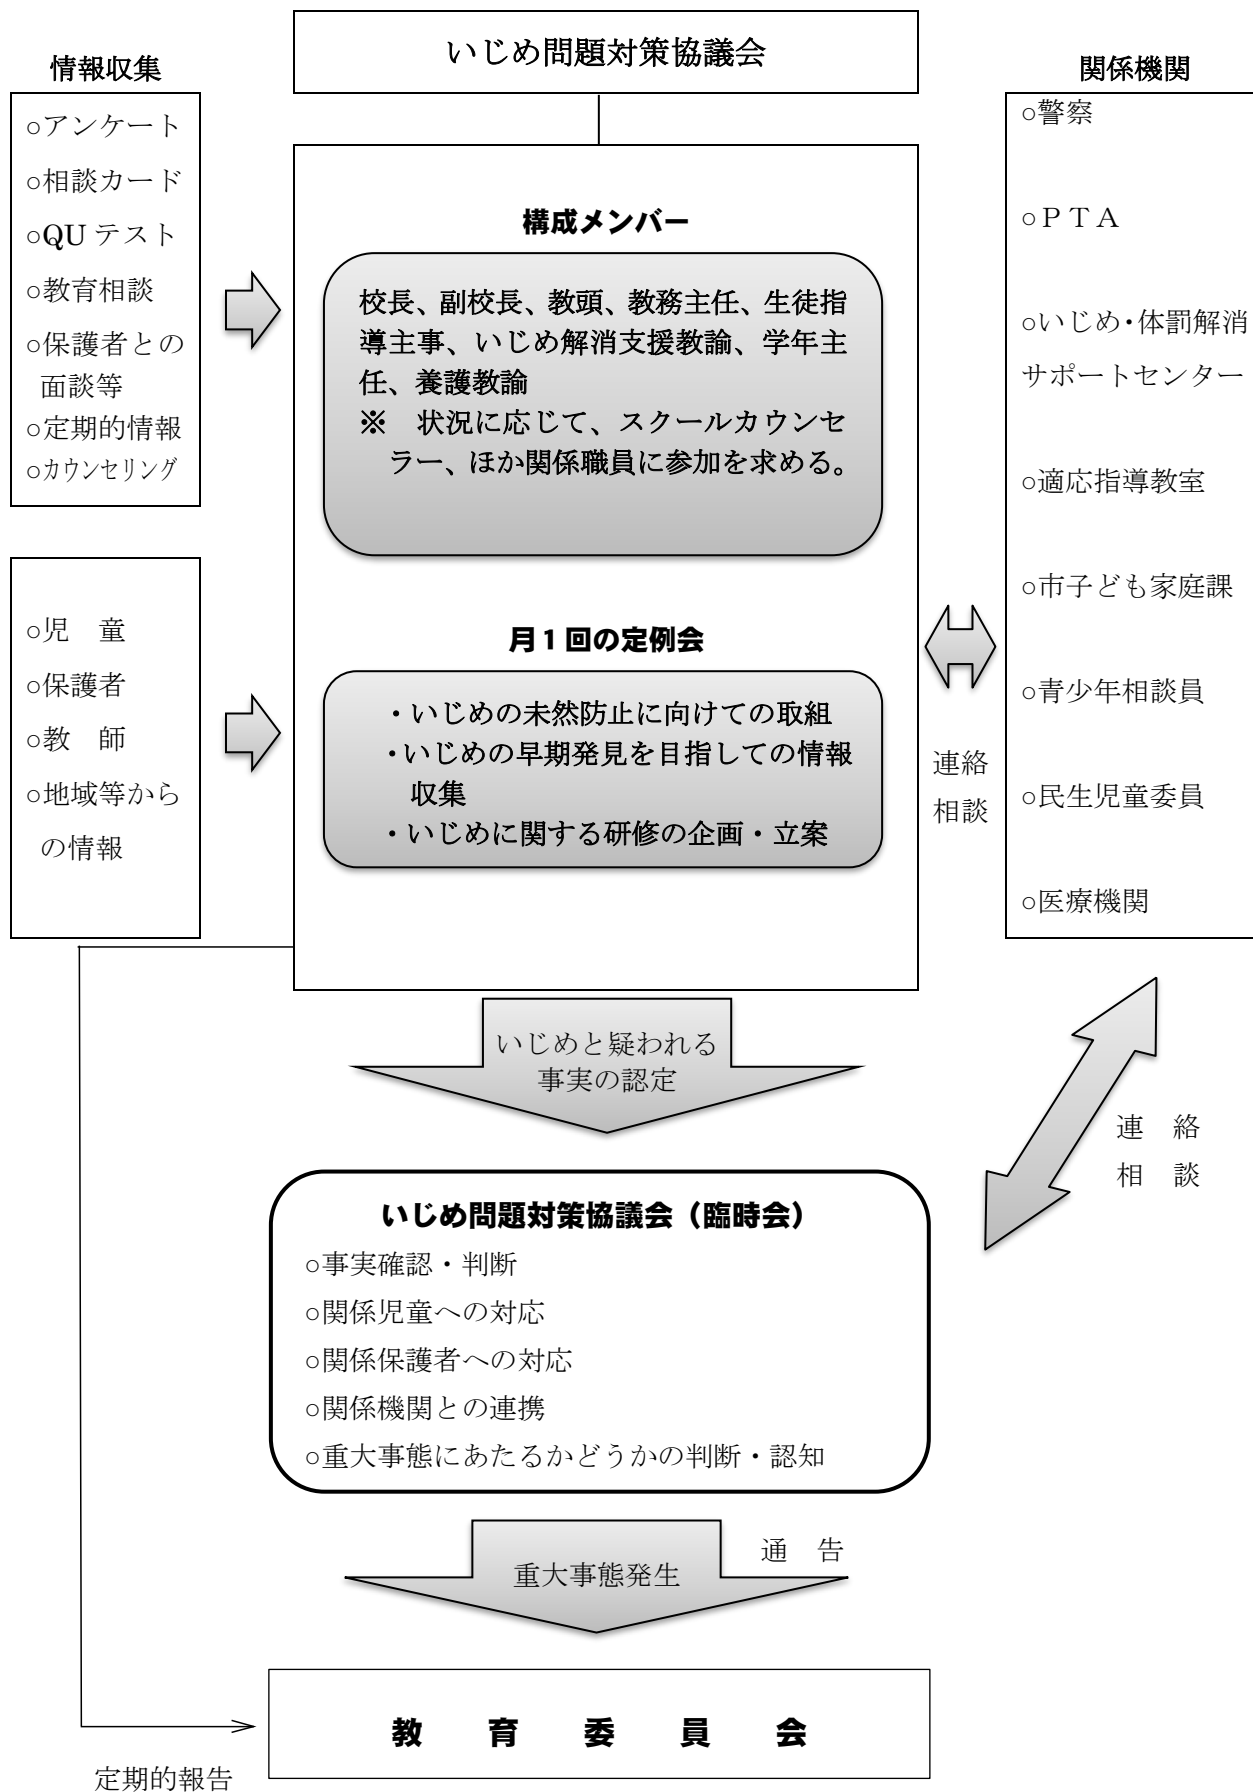 いじめ問題対策協議会
情報収集
○アンケート
○相談カード
○QU テスト
○教育相談
○保護者との
面談等
○定期的情報
○カウンセリング
○児　童
○保護者
○教　師
○地域等から
の情報
構成メンバー
校長、副校長、教頭、教務主任、生徒指
導主事、いじめ解消支援教諭、学年主
任、養護教諭
※　状況に応じて、スクールカウンセ
ラー、ほか関係職員に参加を求める。
月１回の定例会
・いじめの未然防止に向けての取組
・いじめの早期発見を目指しての情報
収集
・いじめに関する研修の企画・立案
連絡
相談
関係機関
○警察
○ＰＴＡ
○いじめ・体罰解消
サポートセンター
○適応指導教室
○市子ども家庭課
○青少年相談員
○民生児童委員
○医療機関
いじめと疑われる
事実の認定
連　絡
相　談
いじめ問題対策協議会（臨時会）
○事実確認・判断
○関係児童への対応
○関係保護者への対応
○関係機関との連携
○重大事態にあたるかどうかの判断・認知
重大事態発生
通　告
教　育　委　員　会
定期的報告